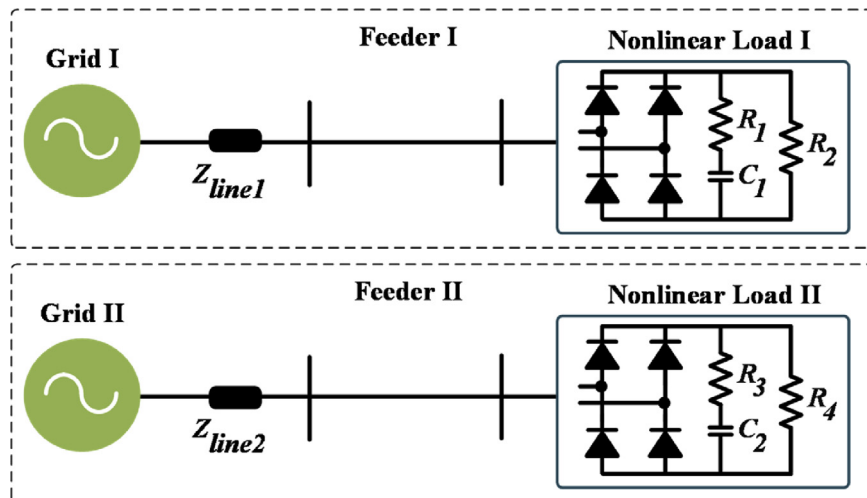 Feeder I
Grid I
Nonlinear Load I
Zline1
R1
C1
R2
Feeder II
Grid II
Nonlinear Load II
Zline2
R3
C2
R4